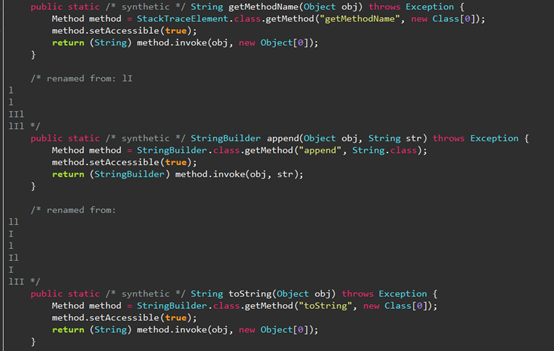 public static /* synthetic */ String getMethodName(Object obj) throws Exception {
Method method = StackTraceElement.class.getMethod("getMethodName", new Class[0]);
method.setAccessible(true);
return (String) method.invoke(obj, new Object[0]);
}
/* renamed from: lI
l
l
IIl
lIl */
public static /* synthetic */ StringBuilder append(Object obj, String str) throws Exception {
Method method = StringBuilder.class.getMethod("append", String.class);
method.setAccessible(true);
return (StringBuilder) method.invoke(obj, str);
}
/* renamed from:
ll
I
l
Il
I
lII */
public static /* synthetic */ String toString(Object obj) throws Exception {
Method method = StringBuilder.class.getMethod("toString", new Class[0]);
method.setAccessible(true);
return (String) method.invoke(obj, new Object[0]);
}